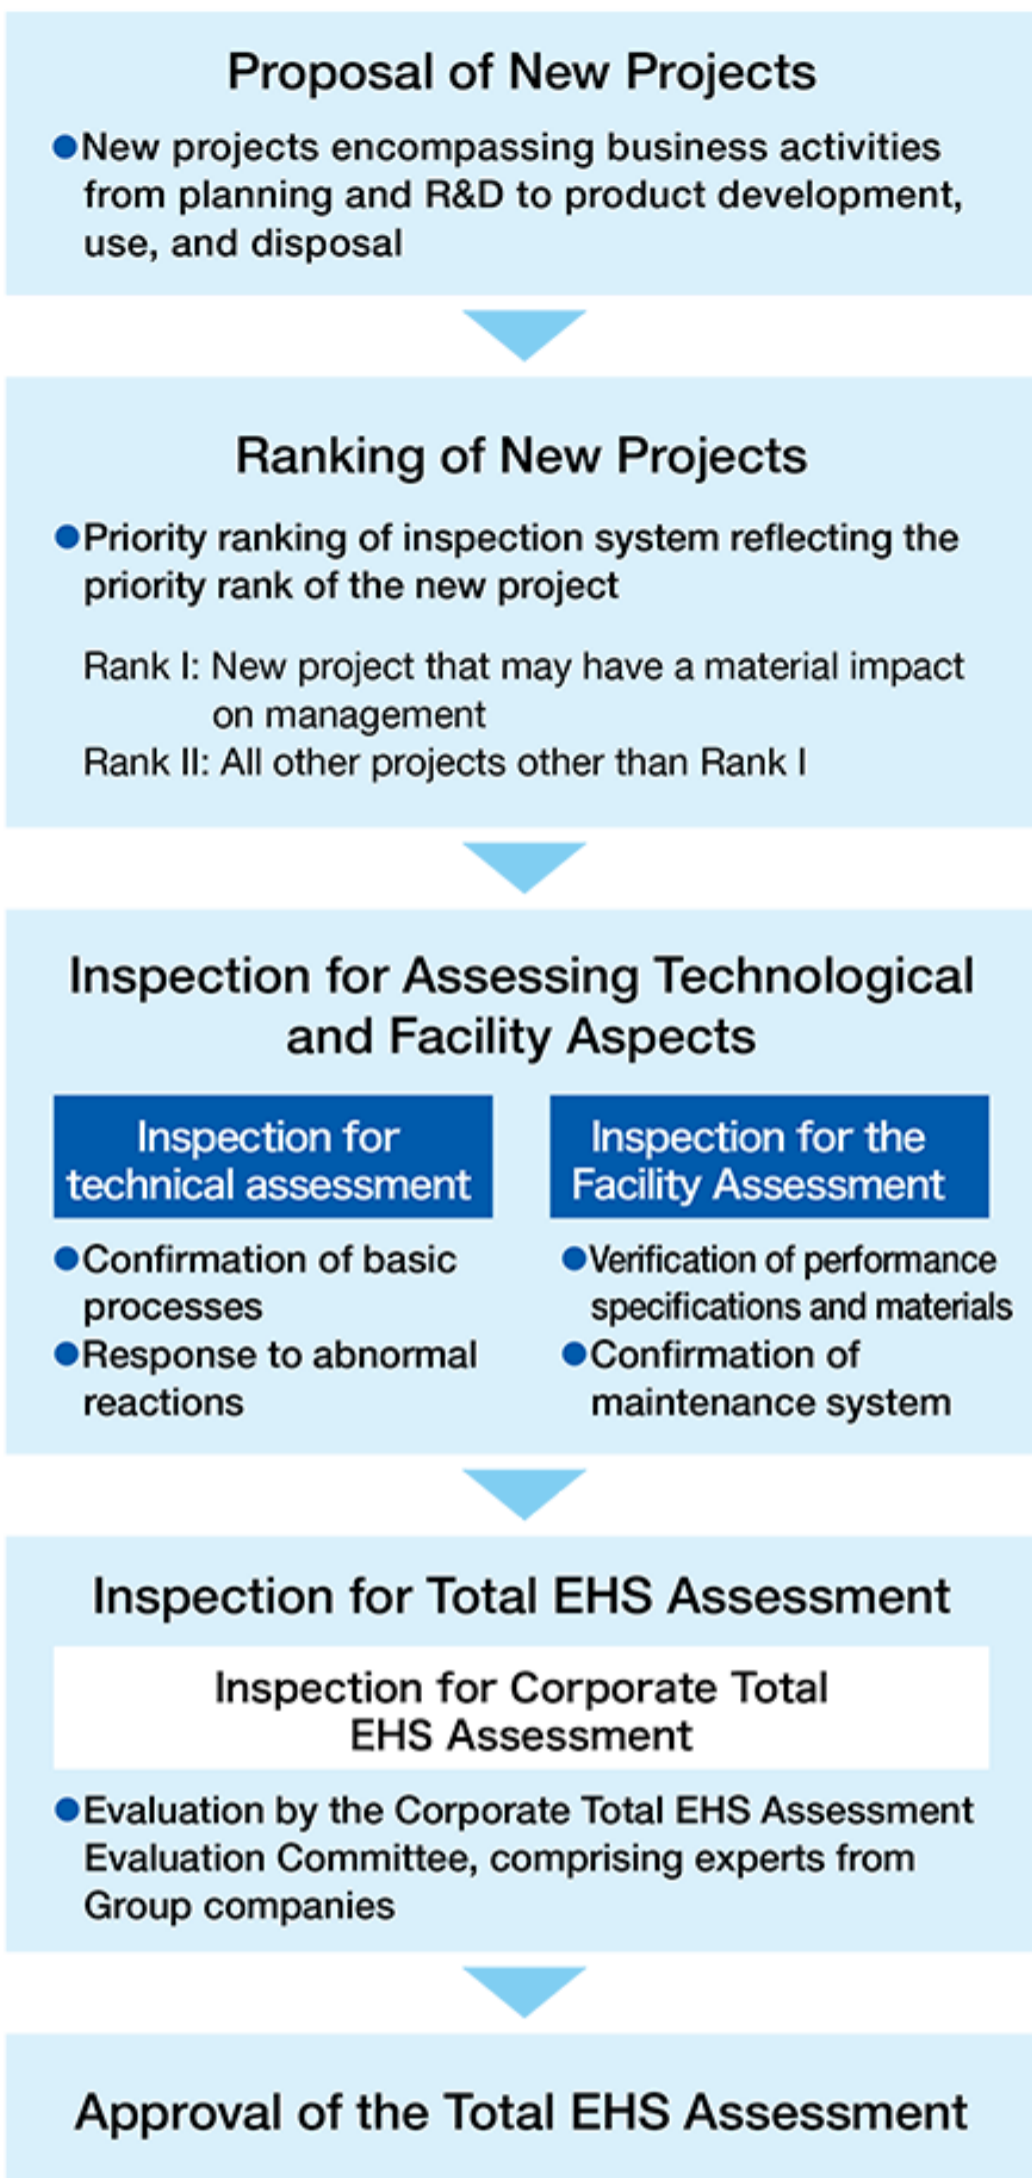 Proposal of New Projects
●New projects encompassing business activities
from planning and R&D to product development,
use, and disposal
Ranking of New Projects
●Priority ranking of inspection system reflecting the
priority rank of the new project
Rank I: New project that may have a material impact
on management
Rank II: All other projects other than Rank I
Inspection for Assessing Technological
and Facility Aspects
Inspection for
technical assessment
●Confirmation of basic
processes
●Response to abnormal
reactions
Inspection for the
Facility Assessment
●Verification of performance
specifications and materials
●Confirmation of
maintenance system
Inspection for Total EHS Assessment
Inspection for Corporate Total
EHS Assessment
●Evaluation by the Corporate Total EHS Assessment
Evaluation Committee, comprising experts from
Group companies
Approval of the Total EHS Assessment